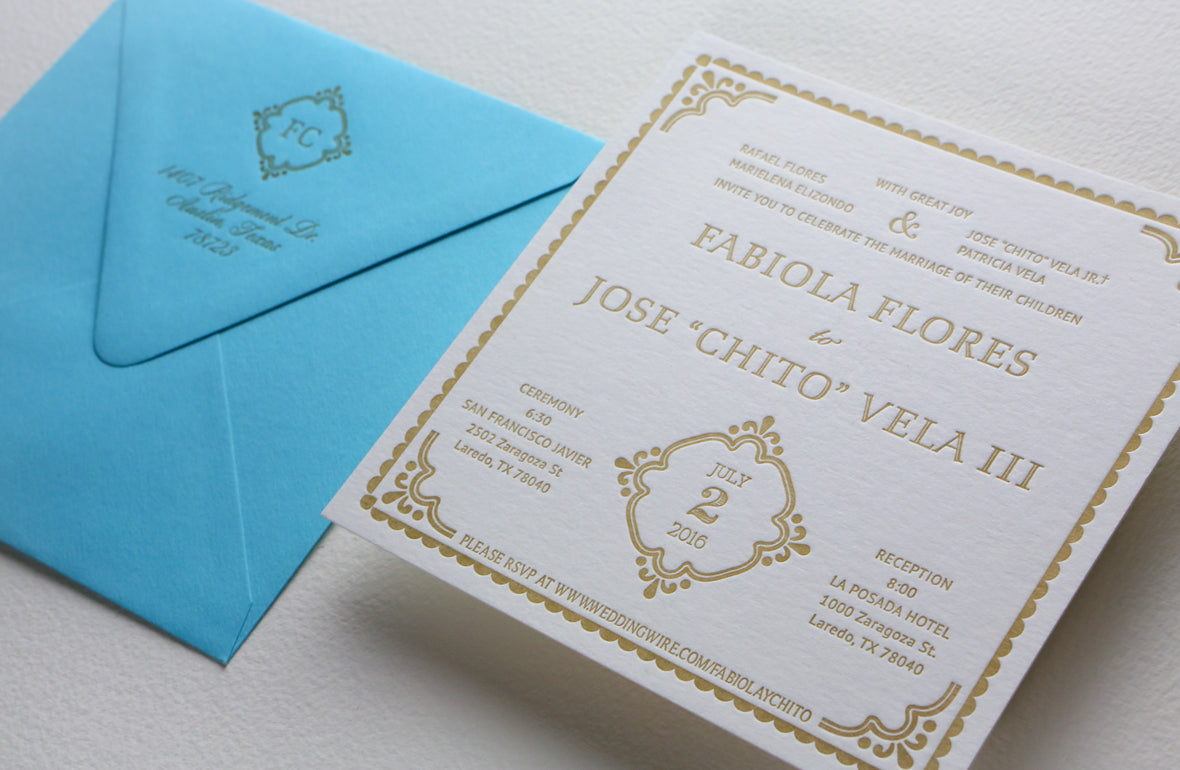 FC
1407 Ridgemont Dr.
Austin, Texas
78723
RAFAEL FLORES
MARIELENA ELIZONDO
WITH GREAT JOY
&
JOSE "CHITO" VELA JR.†
PATRICIA VELA
INVITE YOU TO CELEBRATE THE MARRIAGE OF THEIR CHILDREN
FABIOLA FLORES
to
JOSE “CHITO” VELA III
CEREMONY
6:30
SAN FRANCISCO JAVIER
2502 Zaragoza St
Laredo, TX 78040
JULY
2
2016
RECEPTION
8:00
LA POSADA HOTEL
1000 Zaragoza St.
Laredo, TX 78040
PLEASE RSVP AT WWW.WEDDINGWIRE.COM/FABIOLAYCHITO